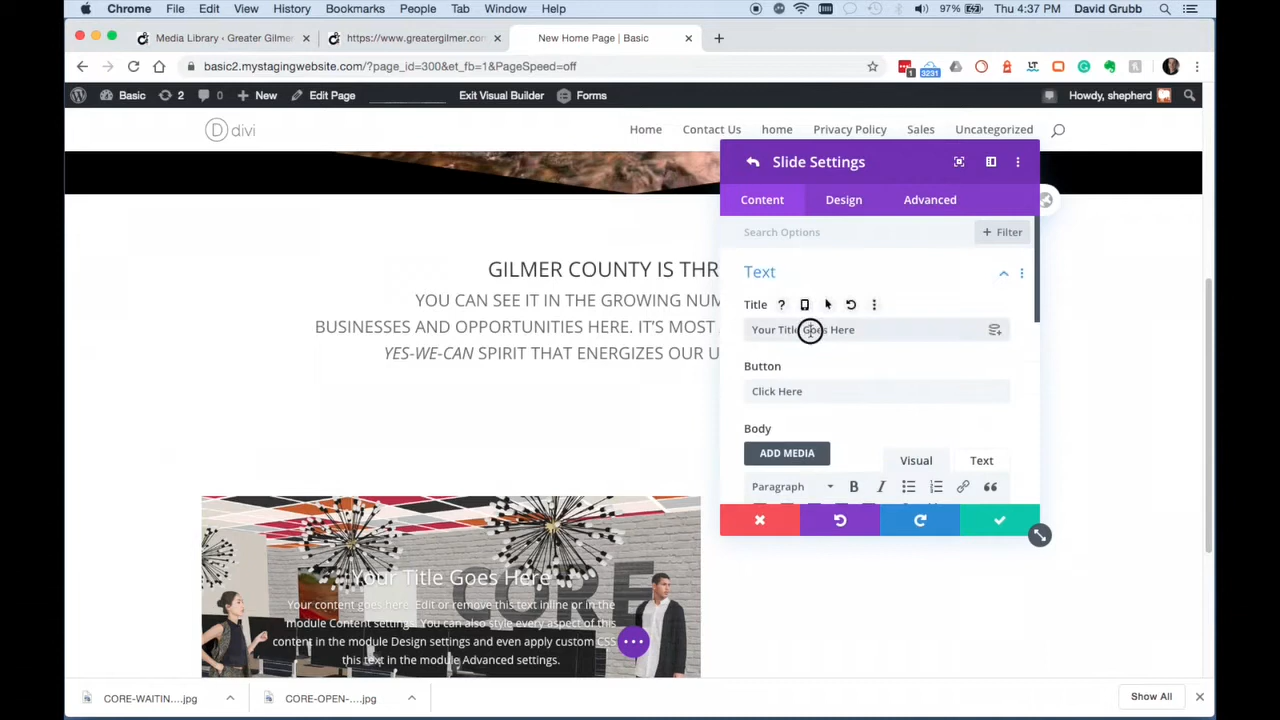 Chrome File Edit View History Bookmarks People Tab Window Help 97% Thu 4:37 PM David Grubb
Media Library ‹ Greater Gilmer
https://www.greatergilmer.com
New Home Page | Basic
basic2.mystagingwebsite.com/?page_id=300&et_fb=1&PageSpeed=off
1 3231 LT
Basic 2 0 New Edit Page Exit Visual Builder Forms Howdy, shepherd
D divi Home Contact Us home Privacy Policy Sales Uncategorized
Slide Settings
Content Design Advanced
Search Options + Filter
GILMER COUNTY IS THR
YOU CAN SEE IT IN THE GROWING NUM
BUSINESSES AND OPPORTUNITIES HERE. IT'S MOST
YES-WE-CAN SPIRIT THAT ENERGIZES OUR U
Text
Title ?
Your Title Goes Here
Button
Click Here
Body
ADD MEDIA
Visual Text
Paragraph B I
CORE
Your Title Goes Here
Your content goes here. Edit or remove this text inline or in the
module Content settings. You can also style every aspect of this
content in the module Design settings and even apply custom CSS
this text in the module Advanced settings.
CORE-WAITIN....jpg CORE-OPEN-....jpg Show All